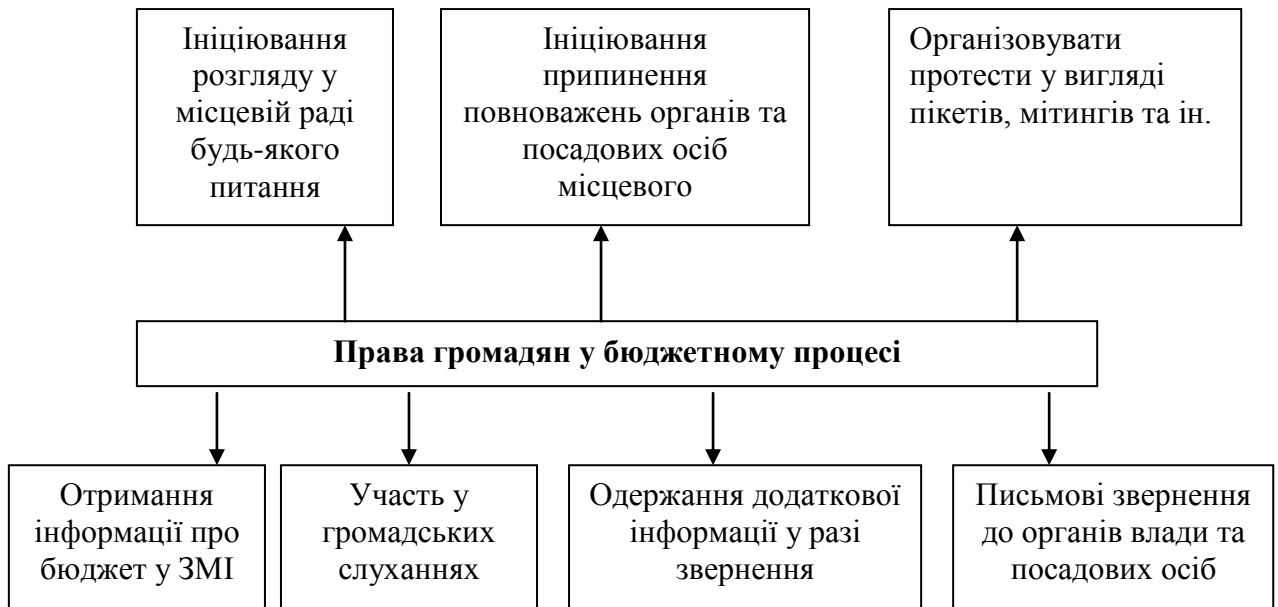 Ініціювання
розгляду у
місцевій раді
будь-якого
питання
Ініціювання
припинення
повноважень органів та
посадових осіб
місцевого
Організовувати
протести у вигляді
пікетів, мітингів та ін.
Права громадян у бюджетному процесі
Отримання
інформації про
бюджет у ЗМІ
Участь у
громадських
слуханнях
Одержання додаткової
інформації у разі
звернення
Письмові звернення
до органів влади та
посадових осіб